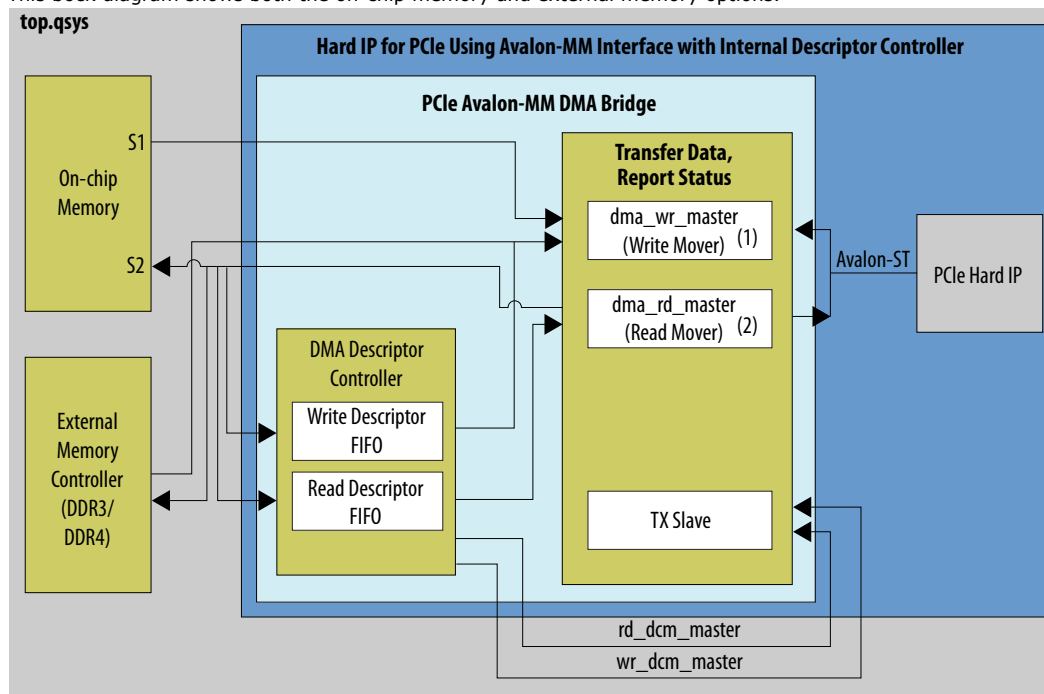 This bock diagram shows both the on-chip memory and external memory options.
top.qsys
Hard IP for PCIe Using Avalon-MM Interface with Internal Descriptor Controller
PCIe Avalon-MM DMA Bridge
On-chip
Memory
S1
S2
Transfer Data,
Report Status
dma_wr_master
(Write Mover) (1)
dma_rd_master
(Read Mover) (2)
TX Slave
Avalon-ST
PCIe Hard IP
DMA Descriptor
Controller
Write Descriptor
FIFO
Read Descriptor
FIFO
External
Memory
Controller
(DDR3/
DDR4)
rd_dcm_master
wr_dcm_master